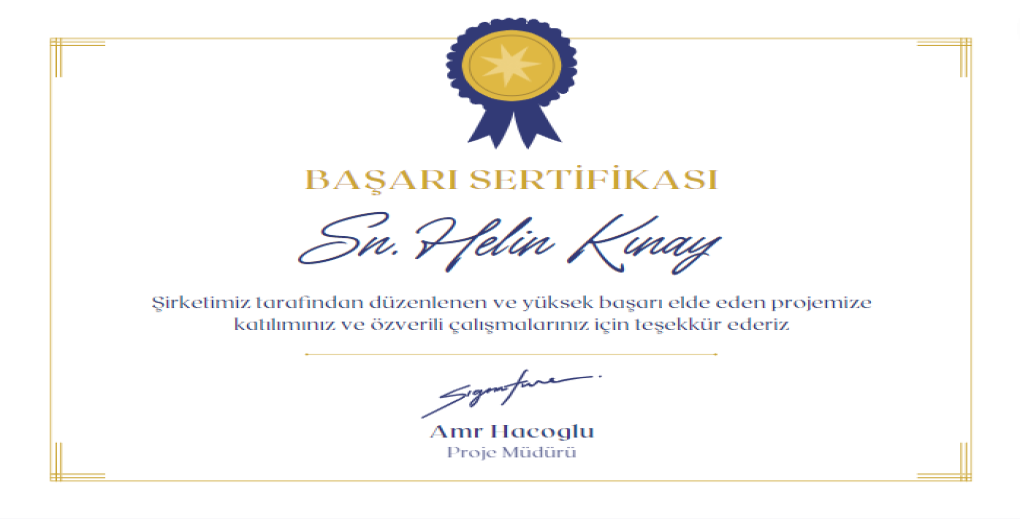 BAŞARI SERTİFİKASI
Sn. Helin Kınay
Şirketimiz tarafından düzenlenen ve yüksek başarı elde eden projemize
katılımınız ve özverili çalışmalarınız için teşekkür ederiz
Signature
Amr Hacoglu
Proje Müdürü